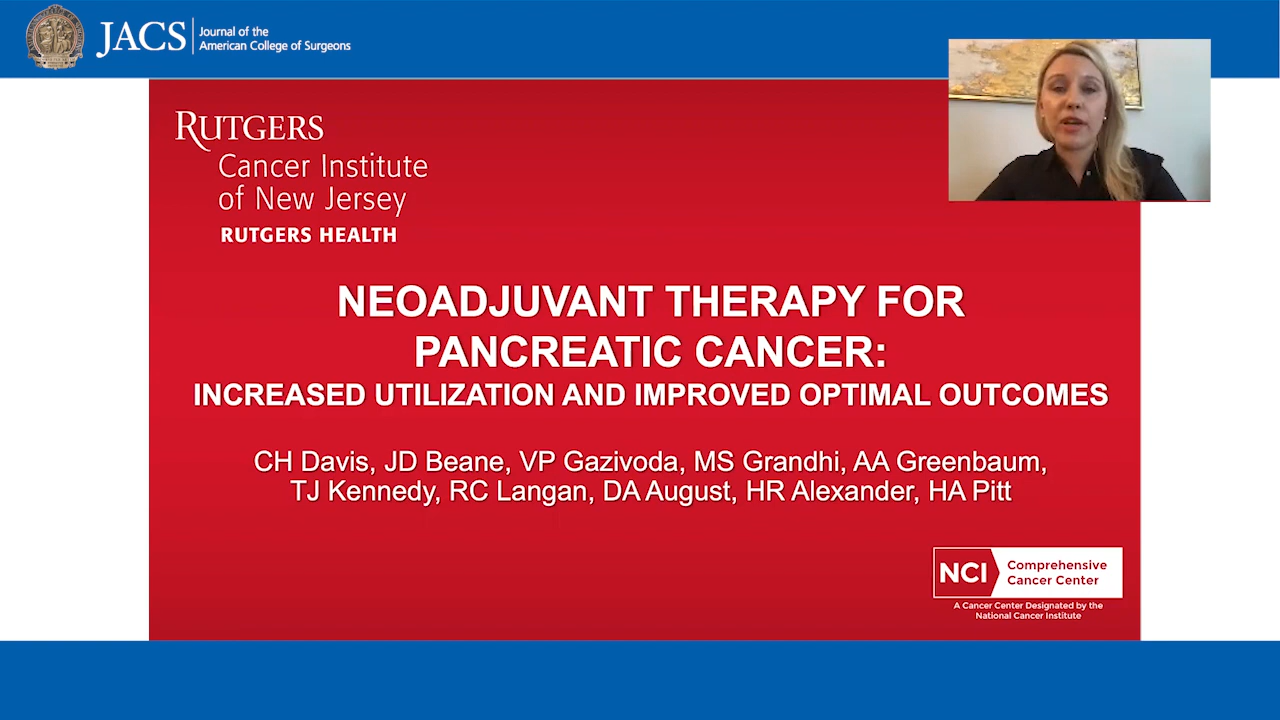 JACS
Journal of the
American College of Surgeons
RUTGERS
Cancer Institute
of New Jersey
RUTGERS HEALTH
NEOADJUVANT THERAPY FOR
PANCREATIC CANCER:
INCREASED UTILIZATION AND IMPROVED OPTIMAL OUTCOMES
CH Davis, JD Beane, VP Gazivoda, MS Grandhi, AA Greenbaum,
TJ Kennedy, RC Langan, DA August, HR Alexander, HA Pitt
NCI
Comprehensive
Cancer Center
A Cancer Center Designated by the
National Cancer Institute